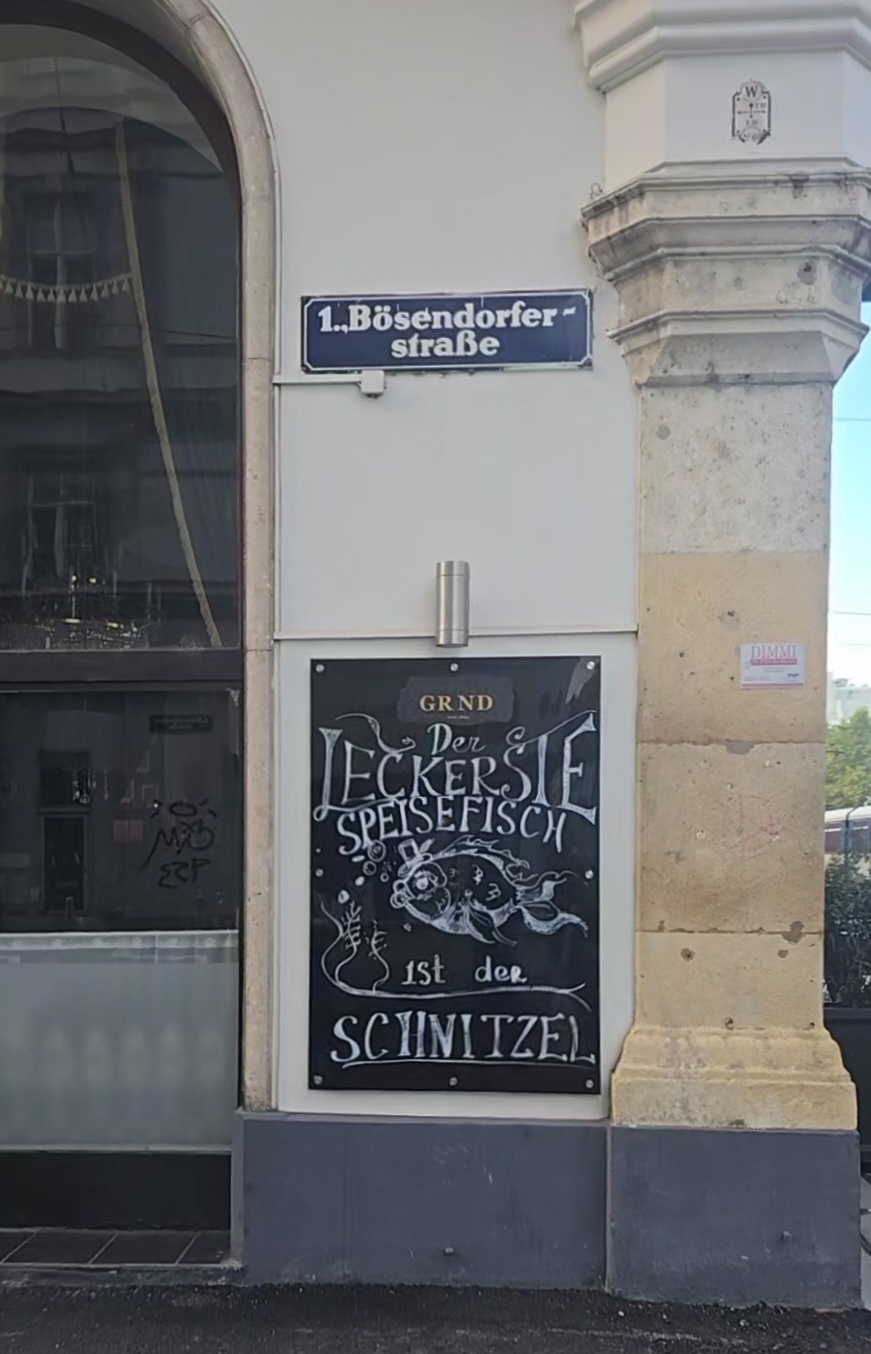 W
1., Bösendorfer-
straße
GRND
DIMMI
Der
LECKERSTE
SPEISEFISCH
ist der
SCHNITZEL